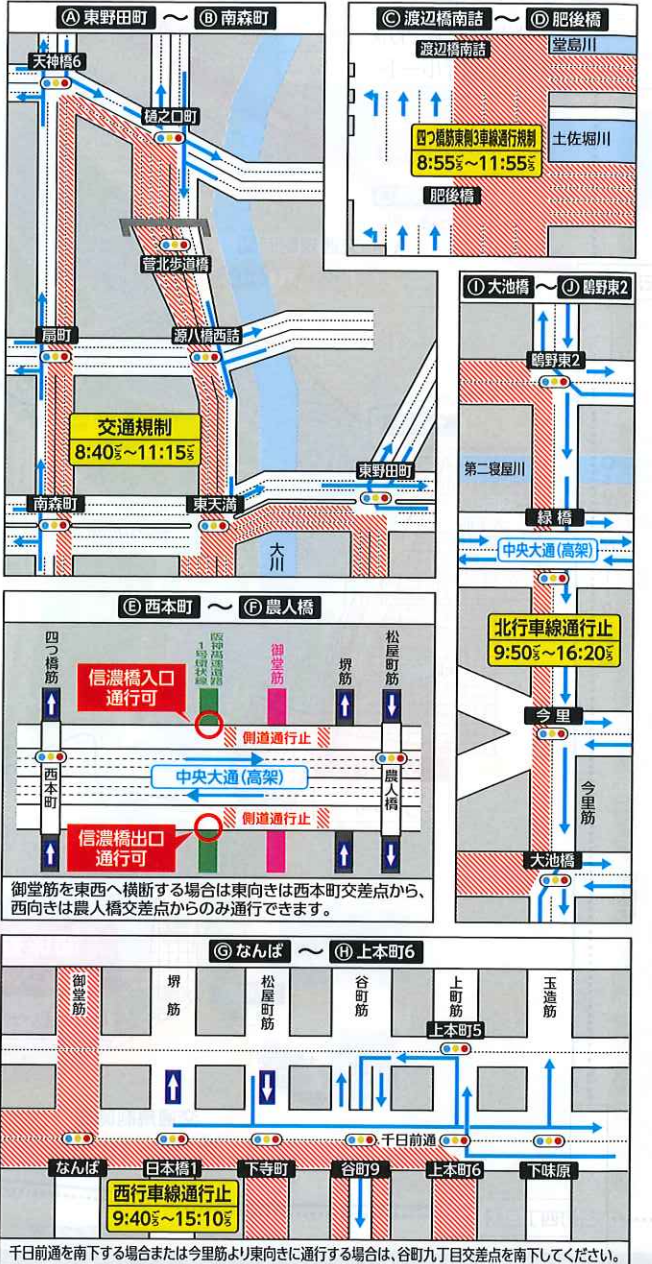 Ⓐ東野田町 ～ Ⓑ南森町
天神橋6
樋之口町
菅北歩道橋
扇町
源八橋西詰
交通規制
8:40ごろ～11:15ごろ
東野田町
南森町
東天満
大川
Ⓒ渡辺橋南詰 ～ Ⓓ肥後橋
渡辺橋南詰
堂島川
四つ橋筋東側3車線通行規制
8:55ごろ～11:55ごろ
土佐堀川
肥後橋
Ⓘ大池橋 ～ Ⓙ鴫野東2
鴫野東2
第二寝屋川
緑橋
中央大通(高架)
北行車線通行止
9:50ごろ～16:20ごろ
今里
今里筋
大池橋
Ⓔ西本町 ～ Ⓕ農人橋
四つ橋筋
阪神高速道路
1号環状線
御堂筋
堺筋
松屋町筋
信濃橋入口
通行可
側道通行止
西本町
中央大通(高架)
農人橋
側道通行止
信濃橋出口
通行可
御堂筋を東西へ横断する場合は東向きは西本町交差点から、
西向きは農人橋交差点からのみ通行できます。
Ⓖなんば ～ Ⓗ上本町6
御堂筋
堺筋
松屋町筋
谷町筋
上町筋
玉造筋
上本町5
千日前通
なんば
日本橋1
下寺町
谷町9
上本町6
下味原
西行車線通行止
9:40ごろ～15:10ごろ
千日前通を南下する場合または今里筋より東向きに通行する場合は、谷町九丁目交差点を南下してください。